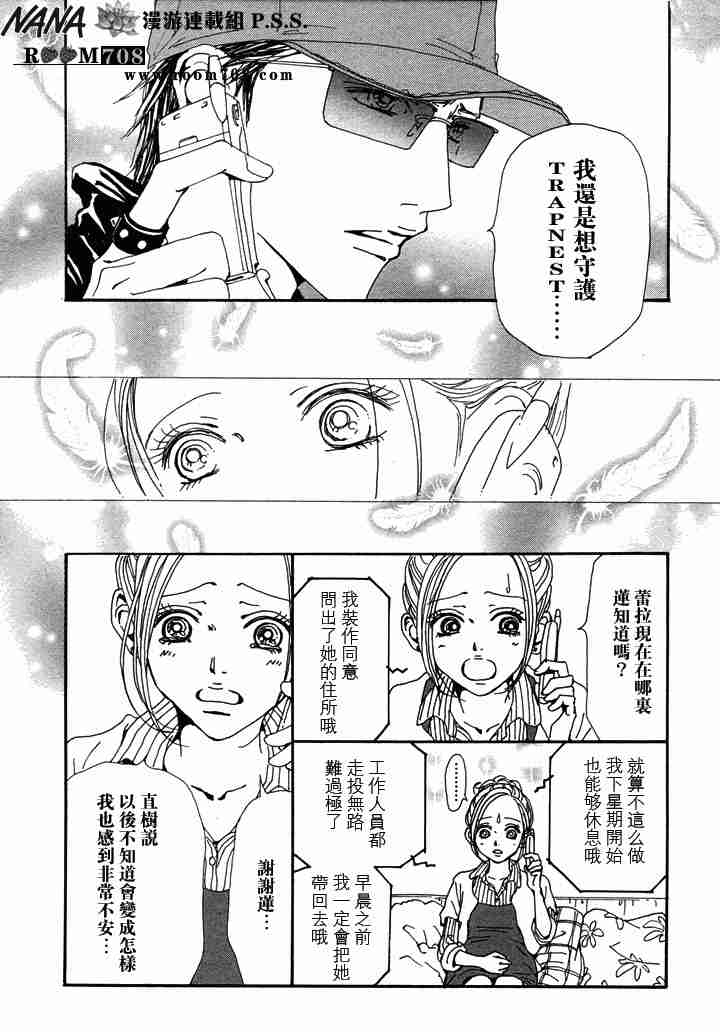 NANA 漫游連載組 P.S.S.
ROOM708
www.room708.com
我還是想守護
TRAPNEST……
蕾拉現在在哪裏
蓮知道嗎？
我裝作同意
問出了她的住所哦
就算不這么做
我下星期開始
也能够休息哦
工作人員都
走投無路
難過極了
……
早晨之前
我一定會把她
帶回去哦
謝謝蓮…
直樹説
以後不知道會變成怎樣
我也感到非常不安…